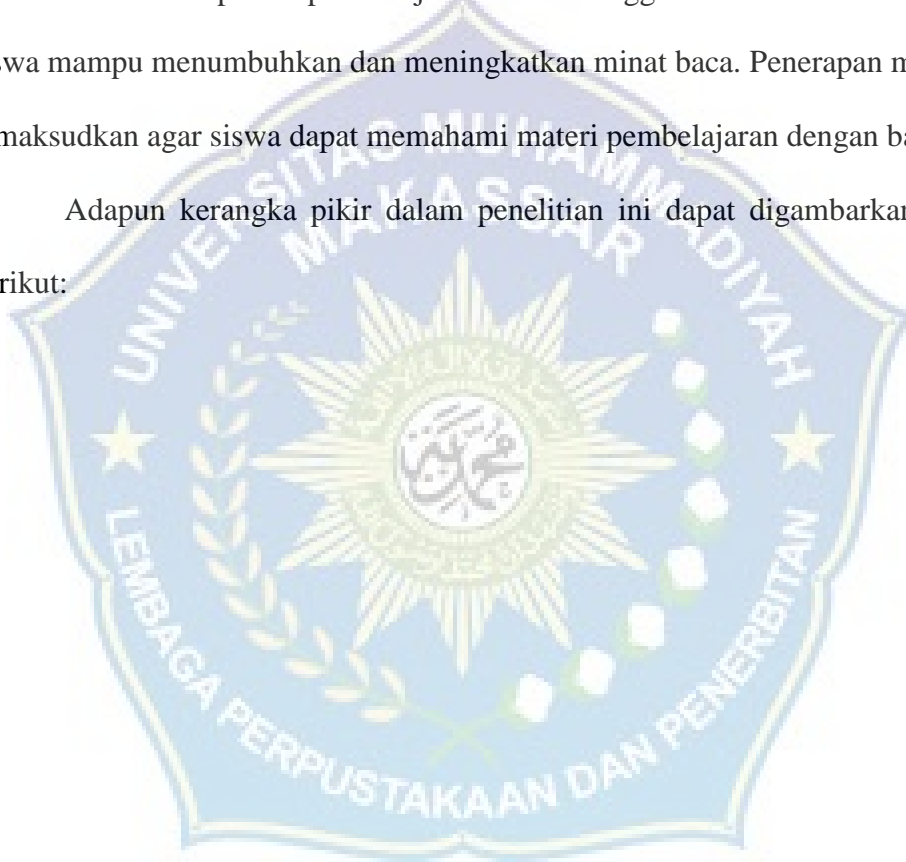 swa mampu menumbuhkan dan meningkatkan minat baca. Penerapan m
maksudkan agar siswa dapat memahami materi pembelajaran dengan ba
Adapun kerangka pikir dalam penelitian ini dapat digambarkan
rikut:
UNIVERSITAS MUHAMMADIYAH
MAKASSAR
محمدية
LEMBAGA PERPUSTAKAAN DAN PENERBITAN